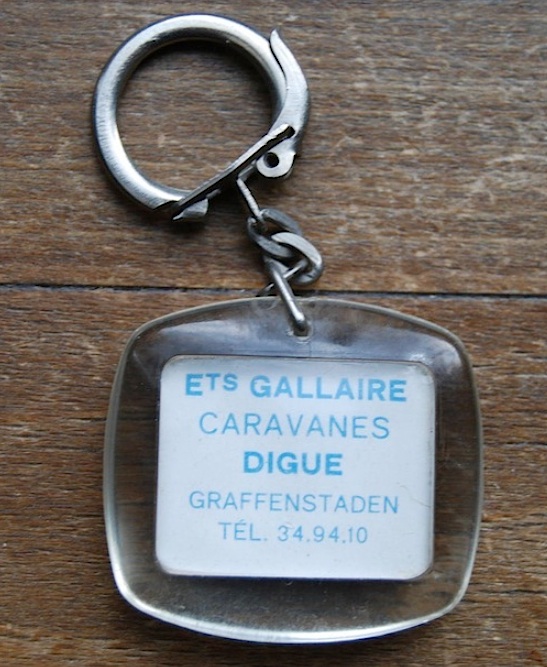 ETS GALLAIRE
CARAVANES
DIGUE
GRAFFENSTADEN
TÉL. 34.94.10